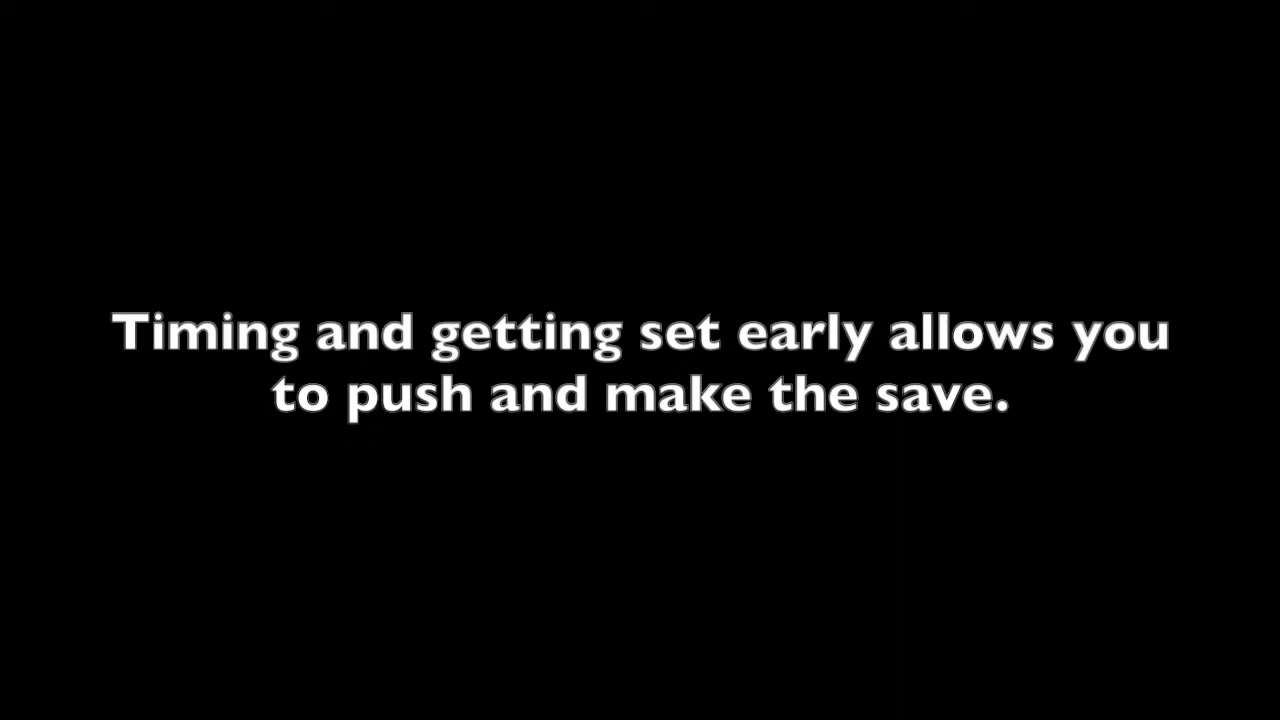 Timing and getting set early allows you
to push and make the save.